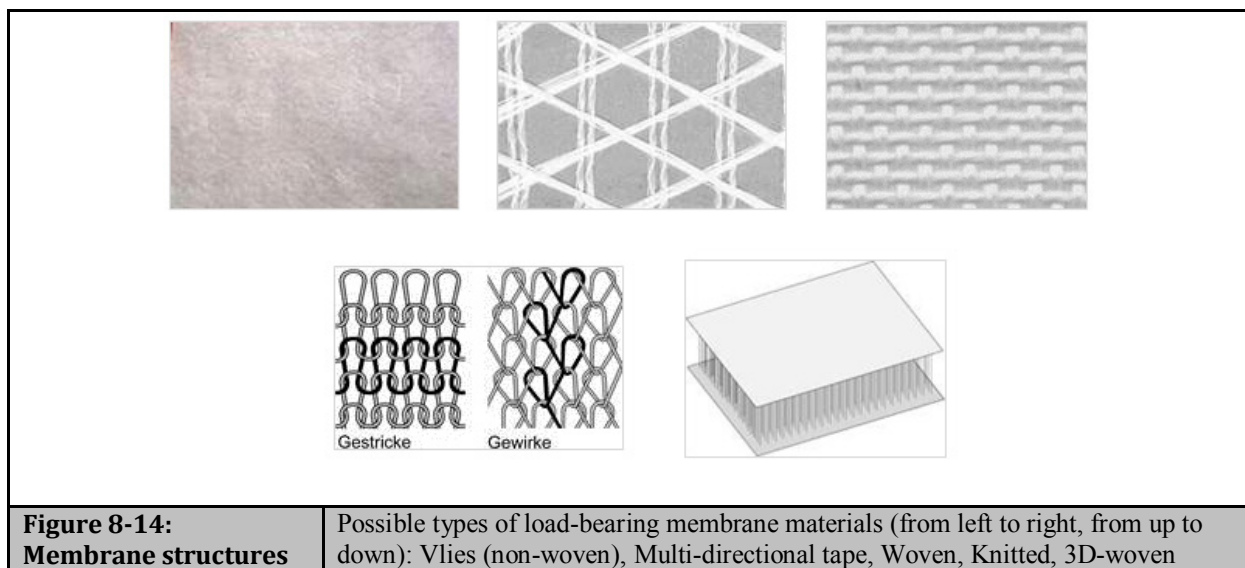 Gestricke Gewirke
Figure 8-14:
Membrane structures
Possible types of load-bearing membrane materials (from left to right, from up to
down): Vlies (non-woven), Multi-directional tape, Woven, Knitted, 3D-woven